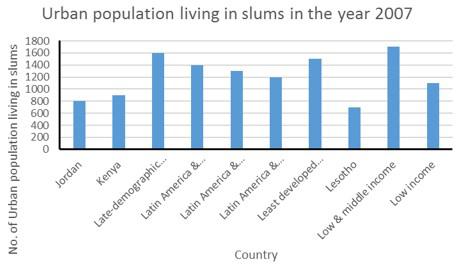 Urban population living in slums in the year 2007
No. of Urban population living in slums
1800
1600
1400
1200
1000
800
600
400
200
0
Jordan
Kenya
Late-demographic...
Latin America &...
Latin America &...
Latin America &...
Least developed...
Lesotho
Low & middle income
Low income
Country